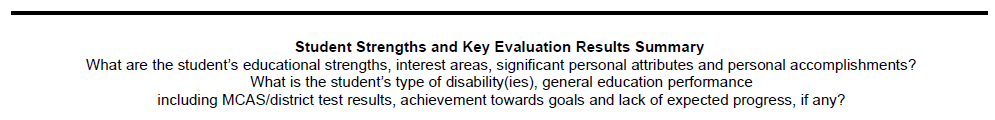 Student Strengths and Key Evaluation Results Summary
What are the student’s educational strengths, interest areas, significant personal attributes and personal accomplishments?
What is the student’s type of disability(ies), general education performance
including MCAS/district test results, achievement towards goals and lack of expected progress, if any?